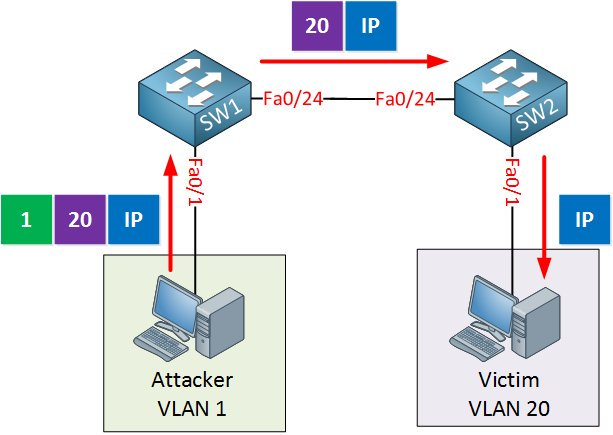 20 IP
SW1
Fa0/24
Fa0/24
SW2
Fa0/1
Fa0/1
1 20 IP
IP
Attacker
VLAN 1
Victim
VLAN 20